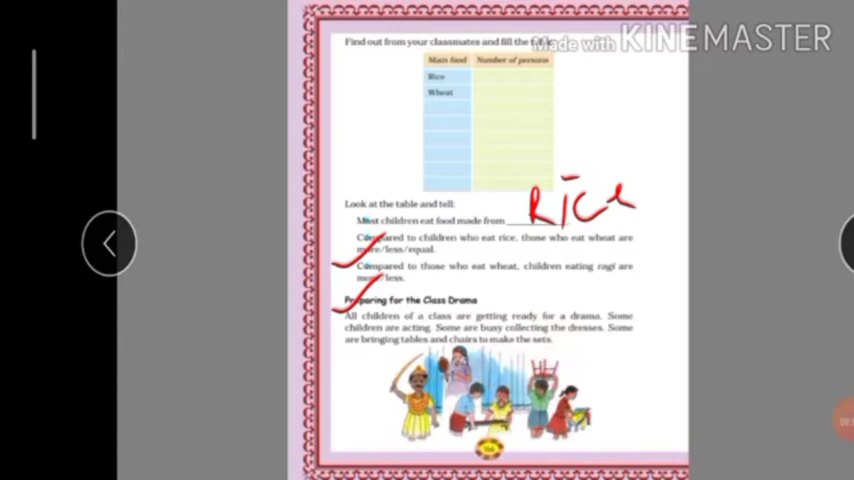 Made with KINEMASTER
Find out from your classmates and fill the
Main food Number of persons
Rice
Wheat
Look at the table and tell:
Most children eat food made from ________ Rice
Compared to children who eat rice, those who eat wheat are
more/less/equal.
Compared to those who eat wheat, children eating ragi are
more/less.
Preparing for the Class Drama
All children of a class are getting ready for a drama. Some
children are acting. Some are busy collecting the dresses. Some
are bringing tables and chairs to make the sets.